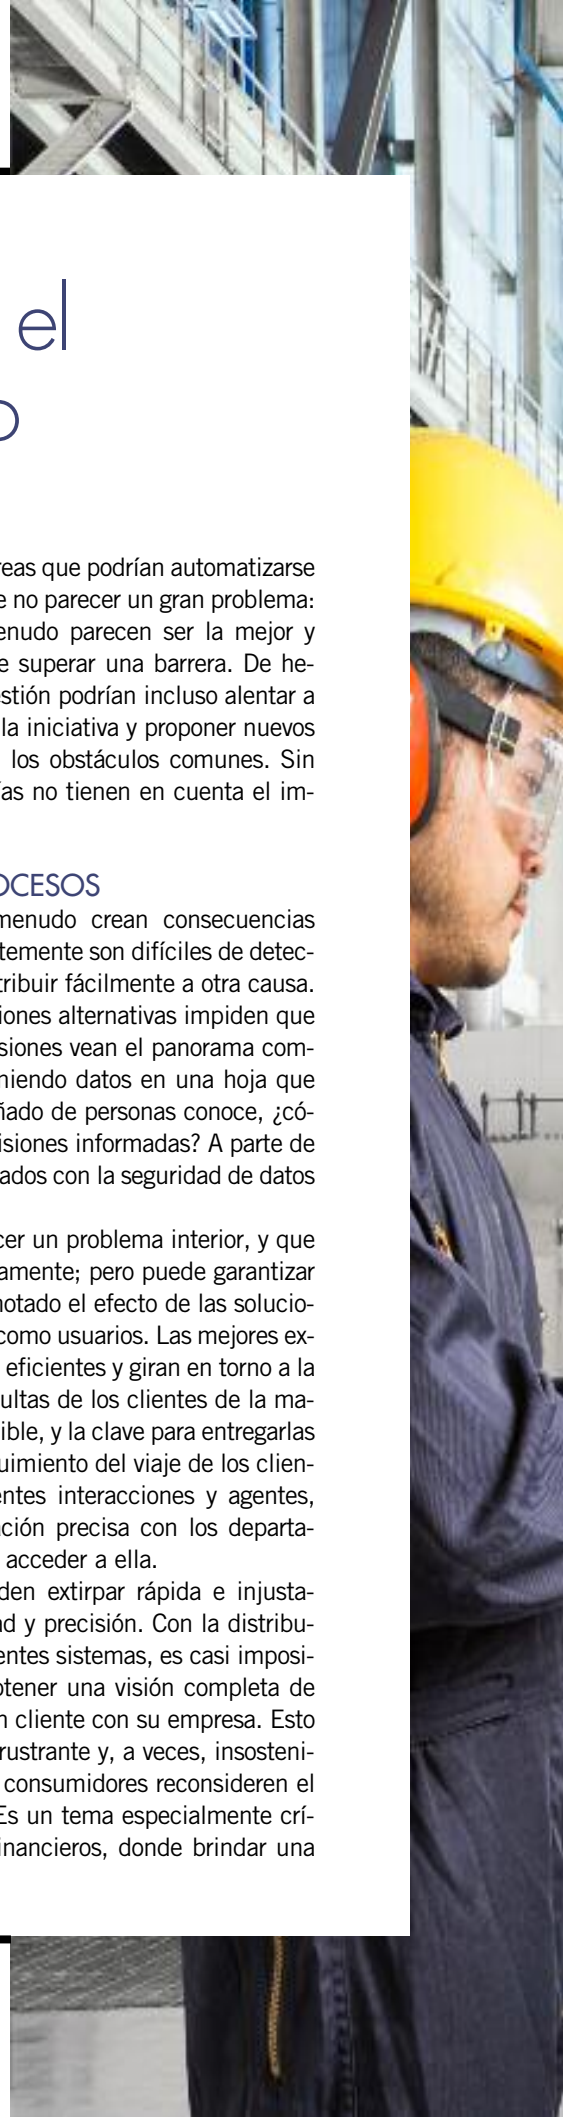 el
o
reas que podrían automatizarse
e no parecer un gran problema:
enudo parecen ser la mejor y
e superar una barrera. De he-
estión podrían incluso alentar a
la iniciativa y proponer nuevos
los obstáculos comunes. Sin
ías no tienen en cuenta el im-
OCESOS
menudo crean consecuencias
temente son difíciles de detec-
tribuir fácilmente a otra causa.
iones alternativas impiden que
siones vean el panorama com-
niendo datos en una hoja que
ñado de personas conoce, ¿có-
isiones informadas? A parte de
ados con la seguridad de datos
cer un problema interior, y que
amente; pero puede garantizar
notado el efecto de las solucio-
como usuarios. Las mejores ex-
eficientes y giran en torno a la
ultas de los clientes de la ma-
ible, y la clave para entregarlas
uimiento del viaje de los clien-
entes interacciones y agentes,
ación precisa con los departa-
acceder a ella.
den extirpar rápida e injusta-
ad y precisión. Con la distribu-
entes sistemas, es casi imposi-
btener una visión completa de
n cliente con su empresa. Esto
rustrante y, a veces, insosteni-
consumidores reconsideren el
Es un tema especialmente crí-
inancieros, donde brindar una